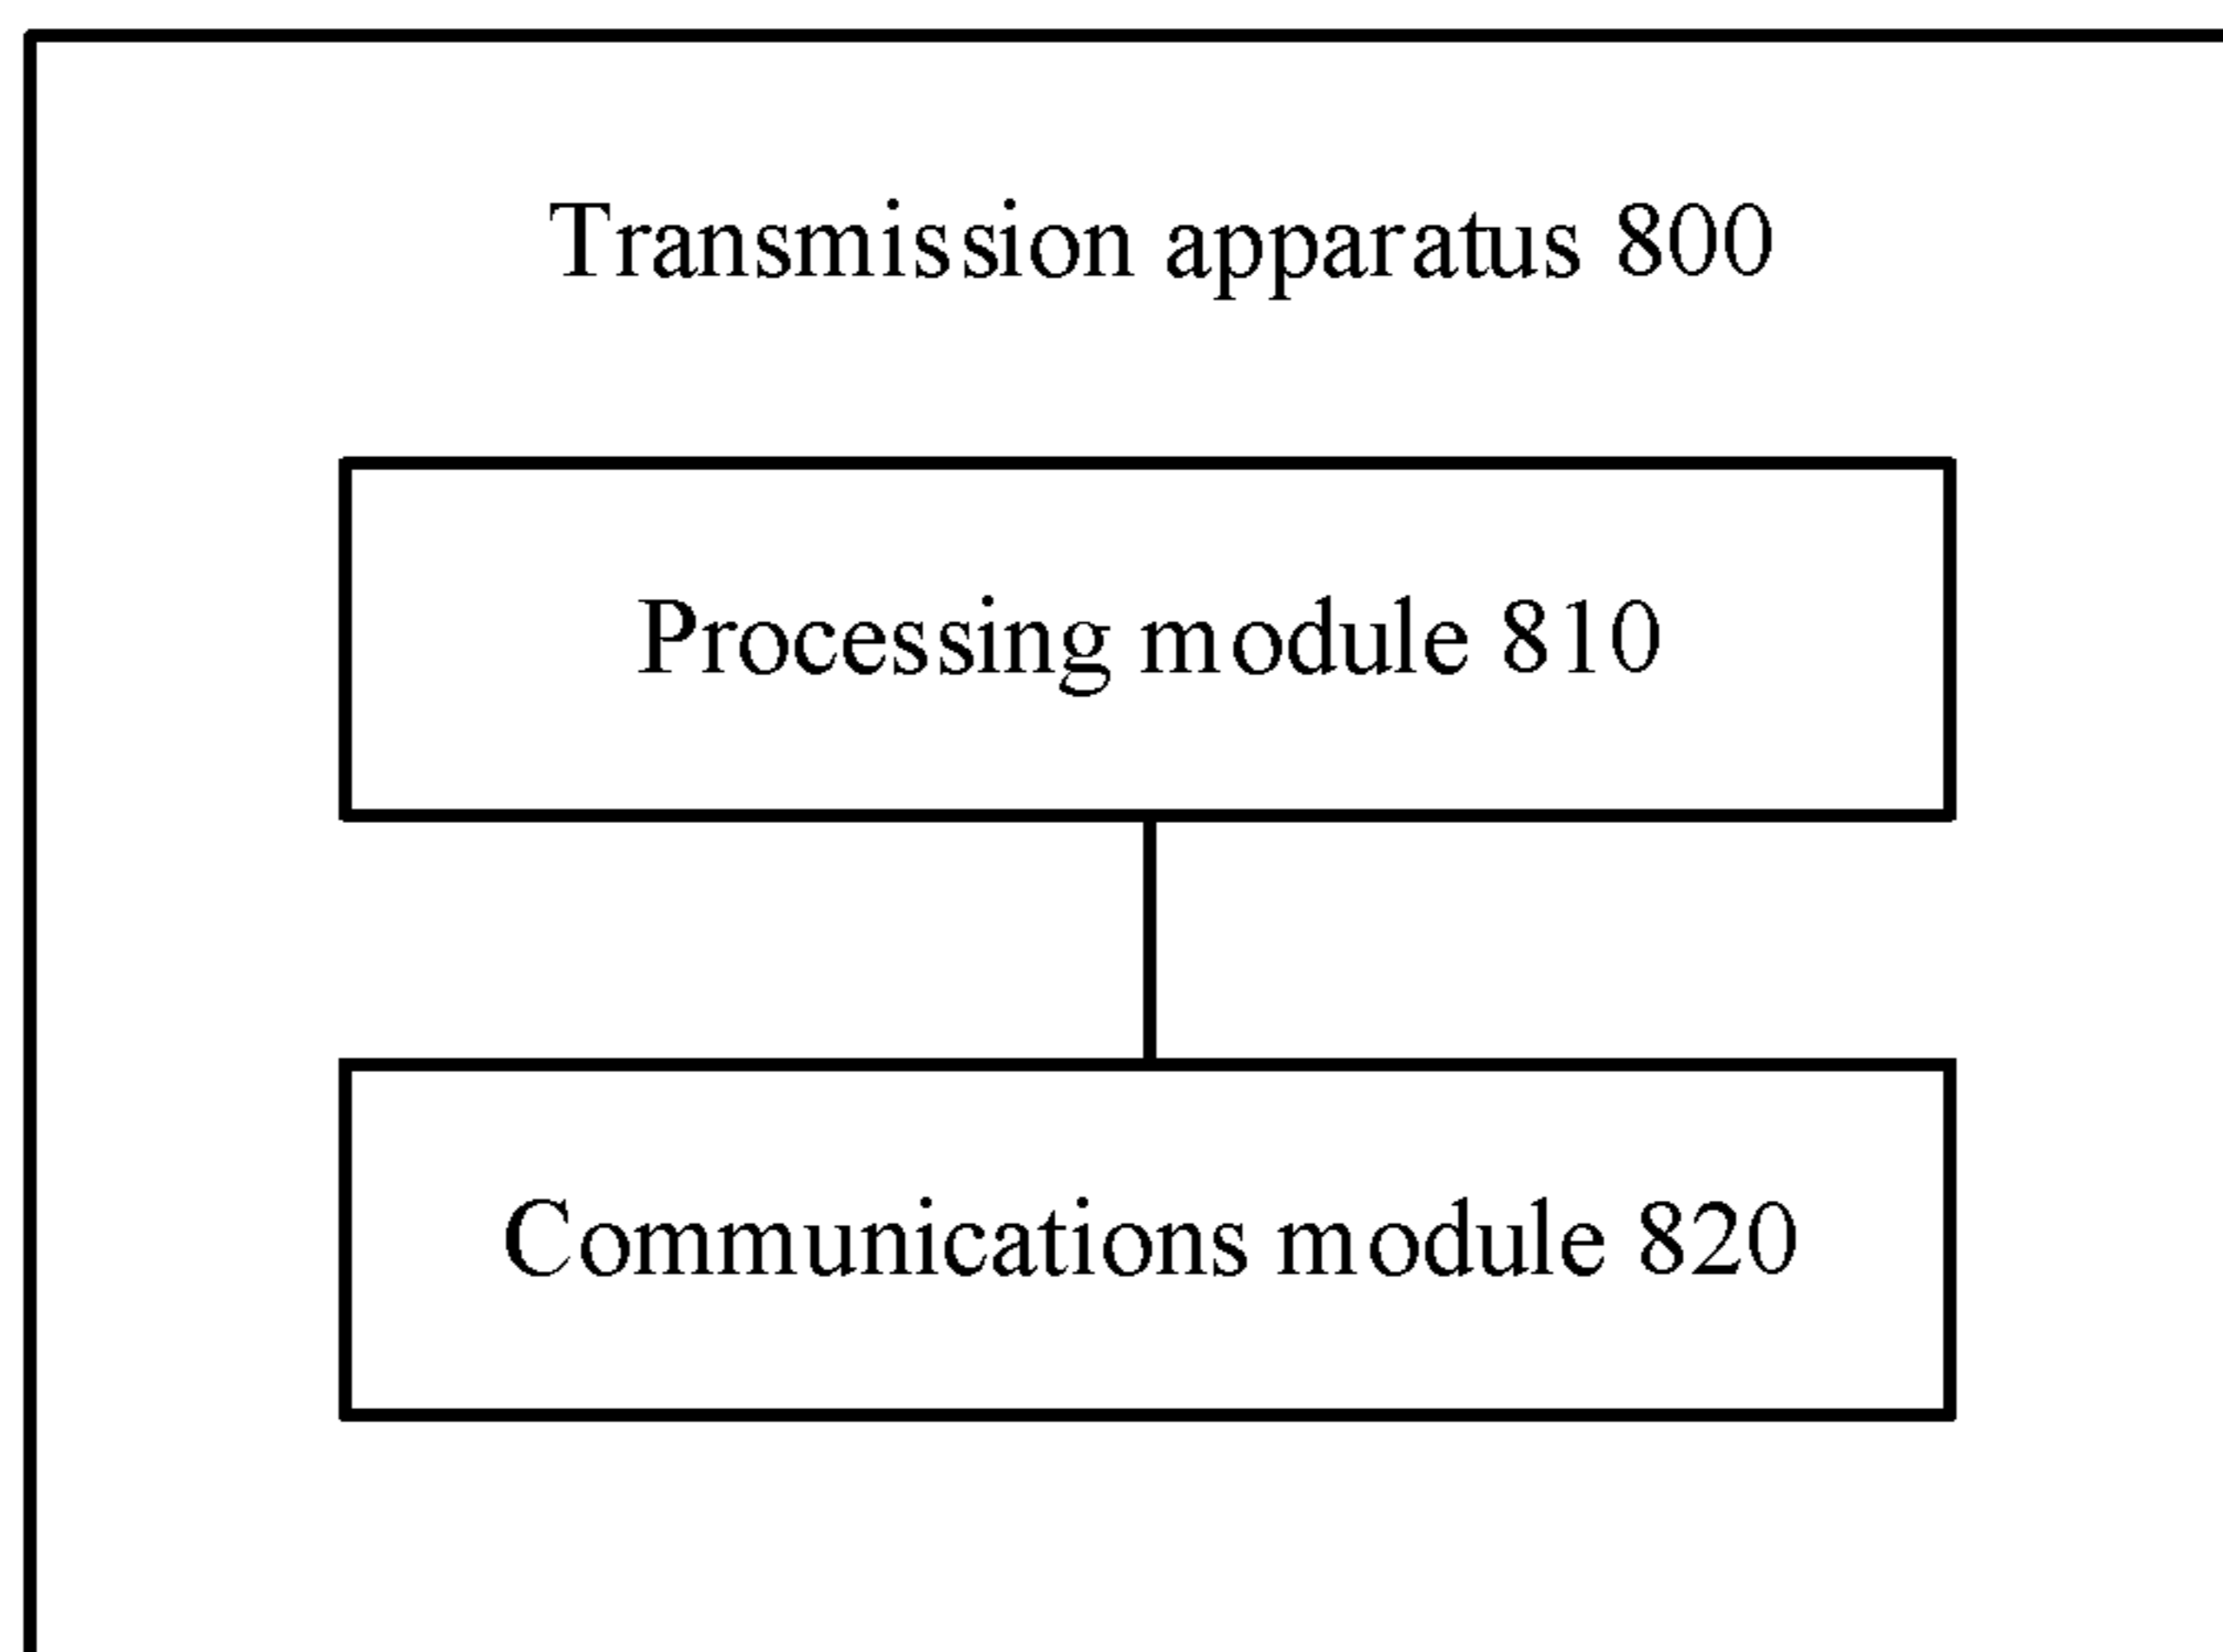 Transmission apparatus 800
Processing module 810
Communications module 820